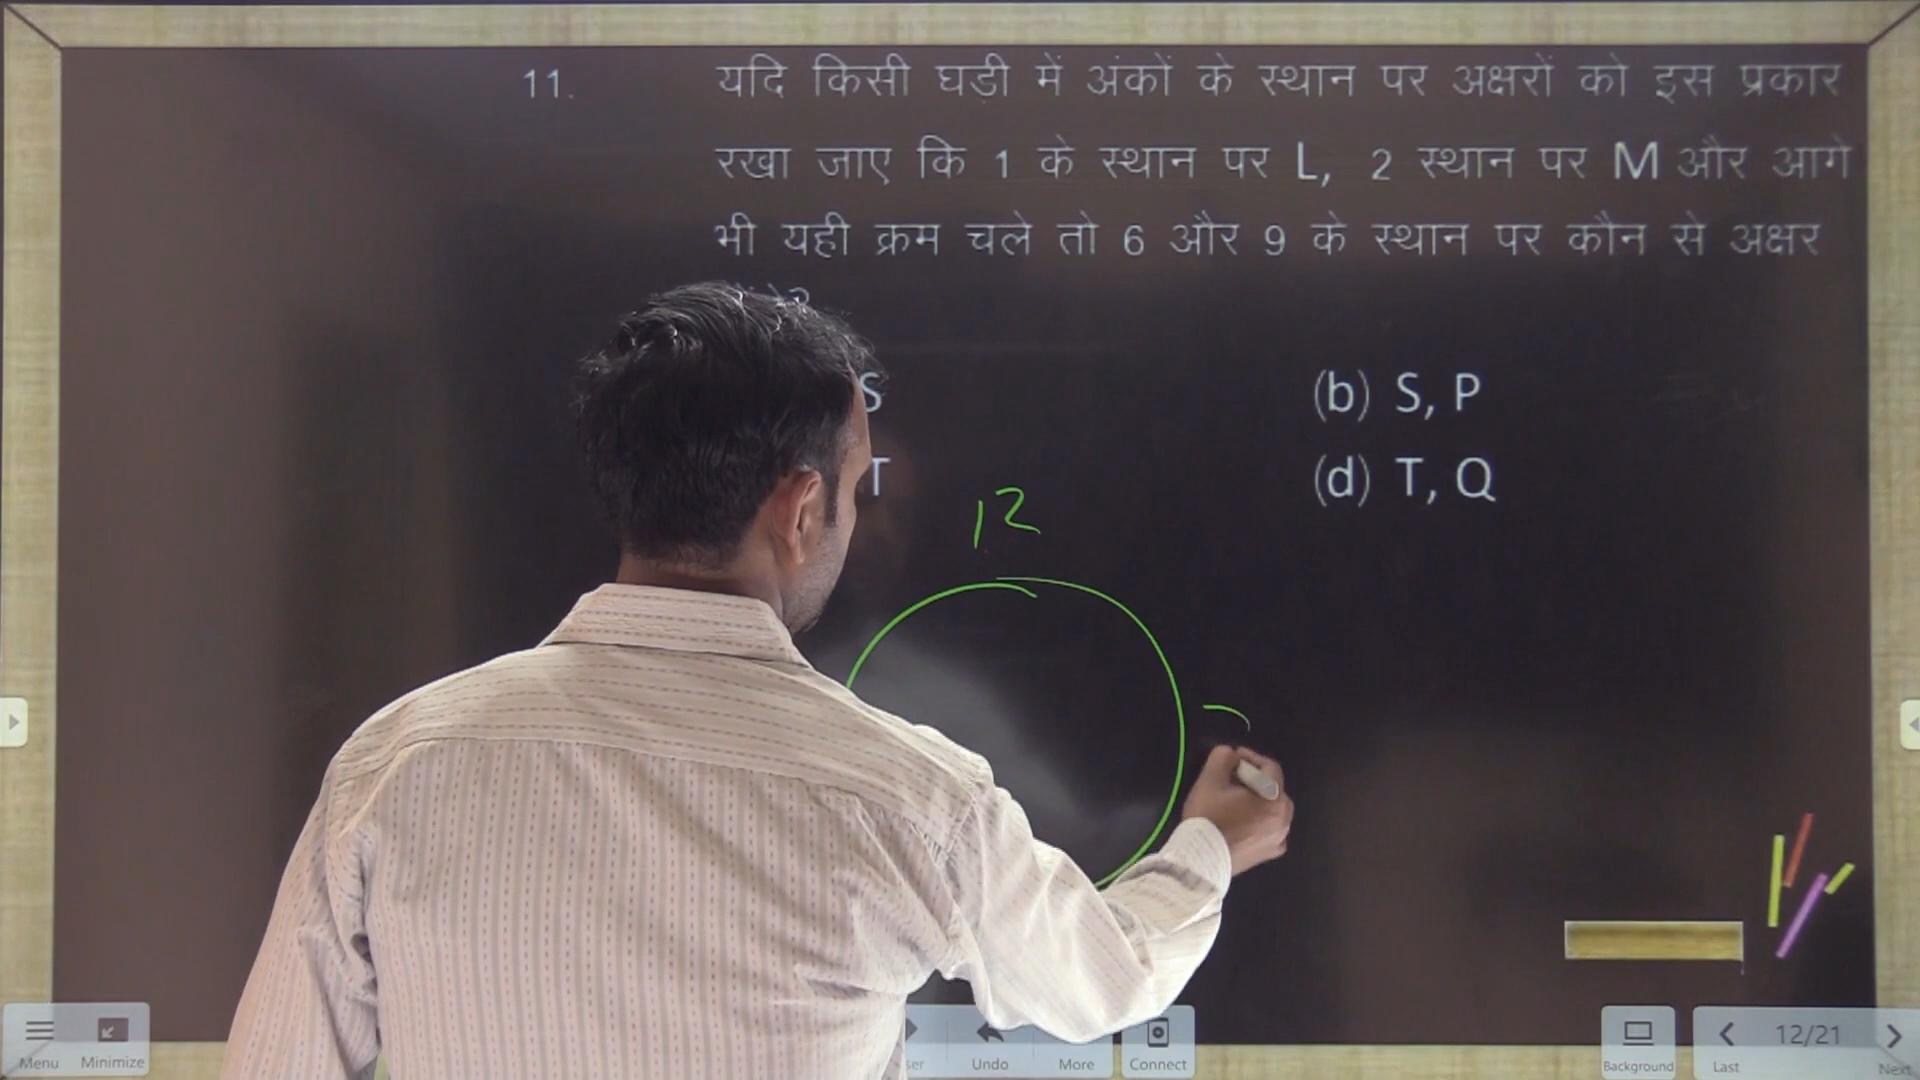 11. यदि किसी घड़ी में अंकों के स्थान पर अक्षरों को इस प्रकार
रखा जाए कि 1 के स्थान पर L, 2 स्थान पर M और आगे
भी यही क्रम चले तो 6 और 9 के स्थान पर कौन से अक्षर
S (b) S, P
T (d) T, Q
12
Menu Minimize Undo More Connect Background Last 12/21 Next